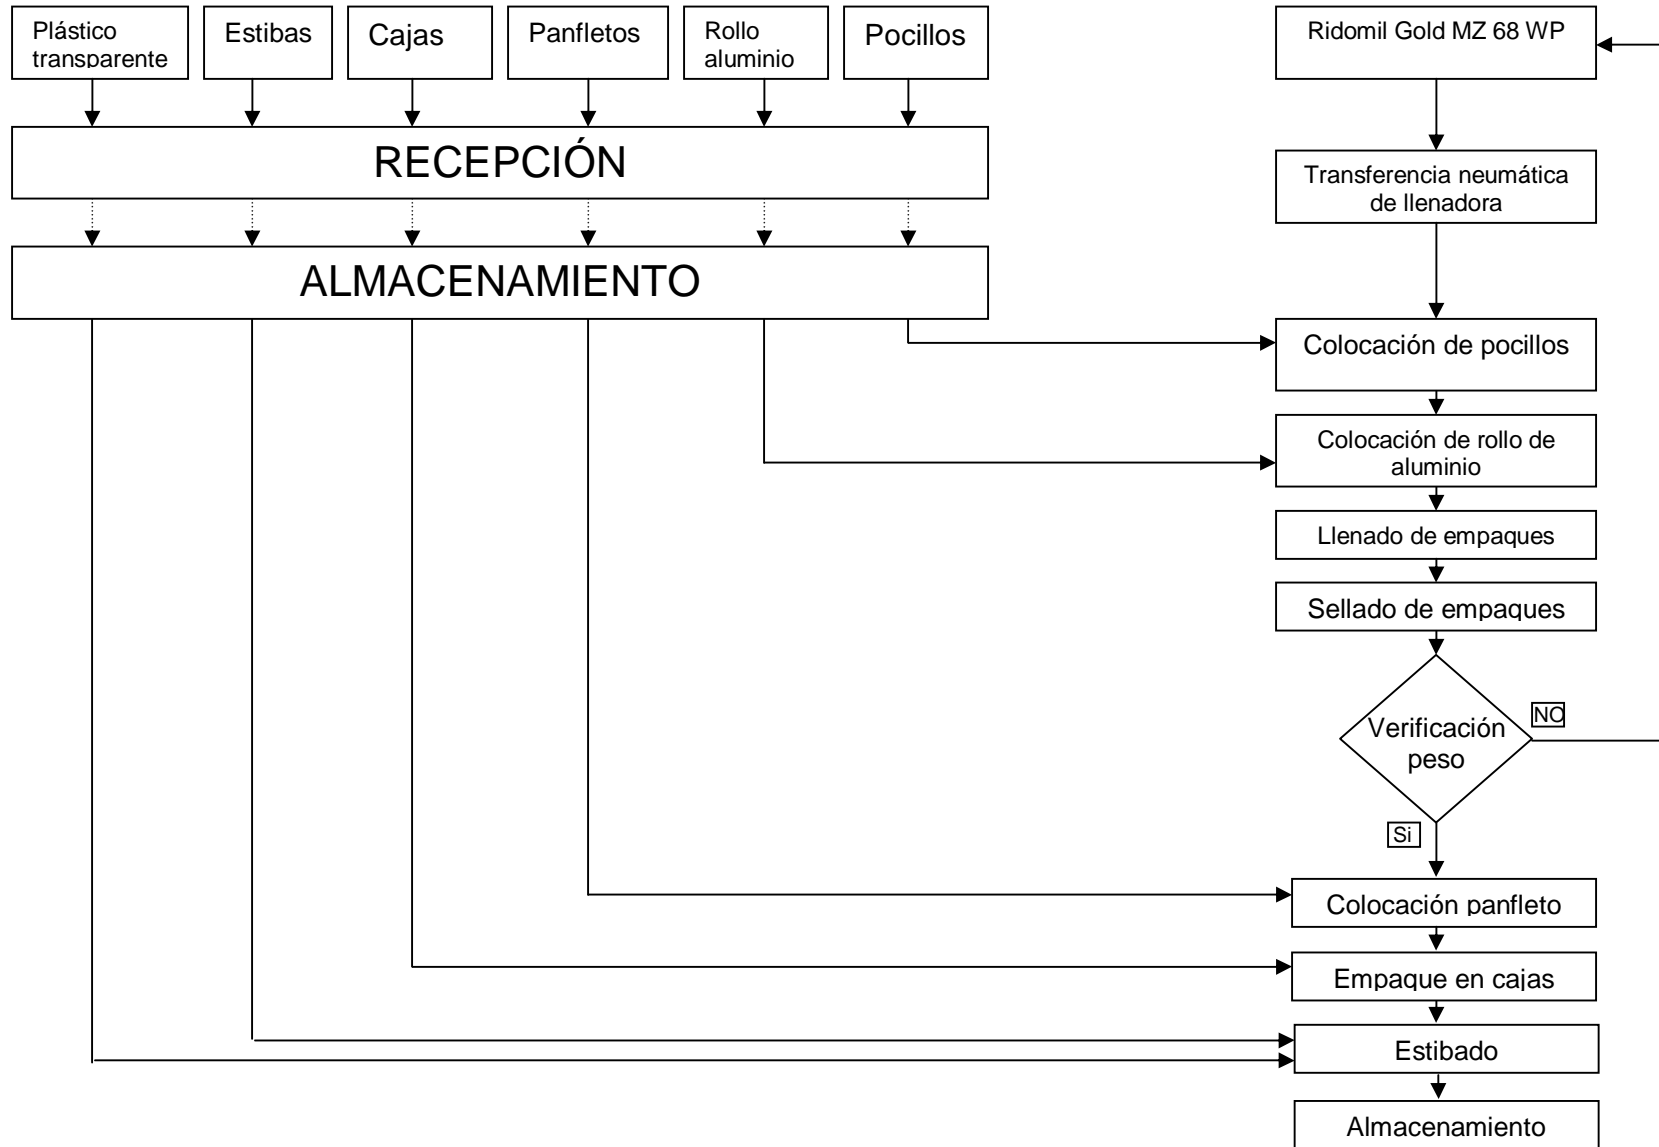 Plástico
transparente
Estibas
Cajas
Panfletos
Rollo
aluminio
Pocillos
Ridomil Gold MZ 68 WP
RECEPCIÓN
Transferencia neumática
de llenadora
ALMACENAMIENTO
Colocación de pocillos
Colocación de rollo de
aluminio
Llenado de empaques
Sellado de empaques
Verificación
peso
NO
Si
Colocación panfleto
Empaque en cajas
Estibado
Almacenamiento